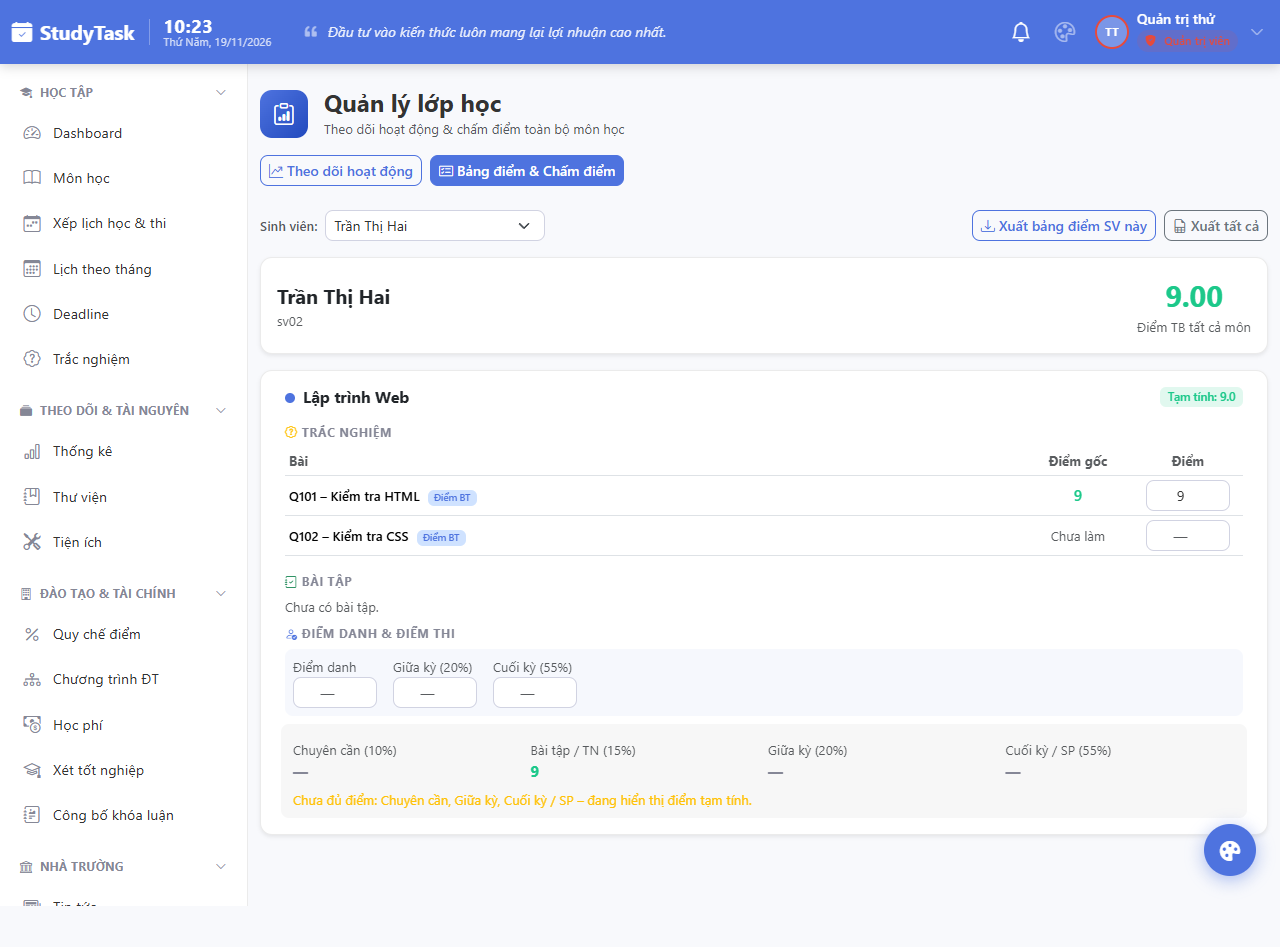 StudyTask
10:23
Thứ Năm, 19/11/2026
Đầu tư vào kiến thức luôn mang lại lợi nhuận cao nhất.
TT
Quản trị thử
Quản trị viên
HỌC TẬP
Dashboard
Môn học
Xếp lịch học & thi
Lịch theo tháng
Deadline
Trắc nghiệm
THEO DÕI & TÀI NGUYÊN
Thống kê
Thư viện
Tiện ích
ĐÀO TẠO & TÀI CHÍNH
Quy chế điểm
Chương trình ĐT
Học phí
Xét tốt nghiệp
Công bố khóa luận
NHÀ TRƯỜNG
Tin tức
Quản lý lớp học
Theo dõi hoạt động & chấm điểm toàn bộ môn học
Theo dõi hoạt động
Bảng điểm & Chấm điểm
Sinh viên:
Trần Thị Hai
Xuất bảng điểm SV này
Xuất tất cả
Trần Thị Hai
sv02
9.00
Điểm TB tất cả môn
Lập trình Web
Tạm tính: 9.0
TRẮC NGHIỆM
Bài Điểm gốc Điểm
Q101 – Kiểm tra HTML Điểm BT 9 9
Q102 – Kiểm tra CSS Điểm BT Chưa làm —
BÀI TẬP
Chưa có bài tập.
ĐIỂM DANH & ĐIỂM THI
Điểm danh Giữa kỳ (20%) Cuối kỳ (55%)
— — —
Chuyên cần (10%) Bài tập / TN (15%) Giữa kỳ (20%) Cuối kỳ / SP (55%)
— 9 — —
Chưa đủ điểm: Chuyên cần, Giữa kỳ, Cuối kỳ / SP – đang hiển thị điểm tạm tính.